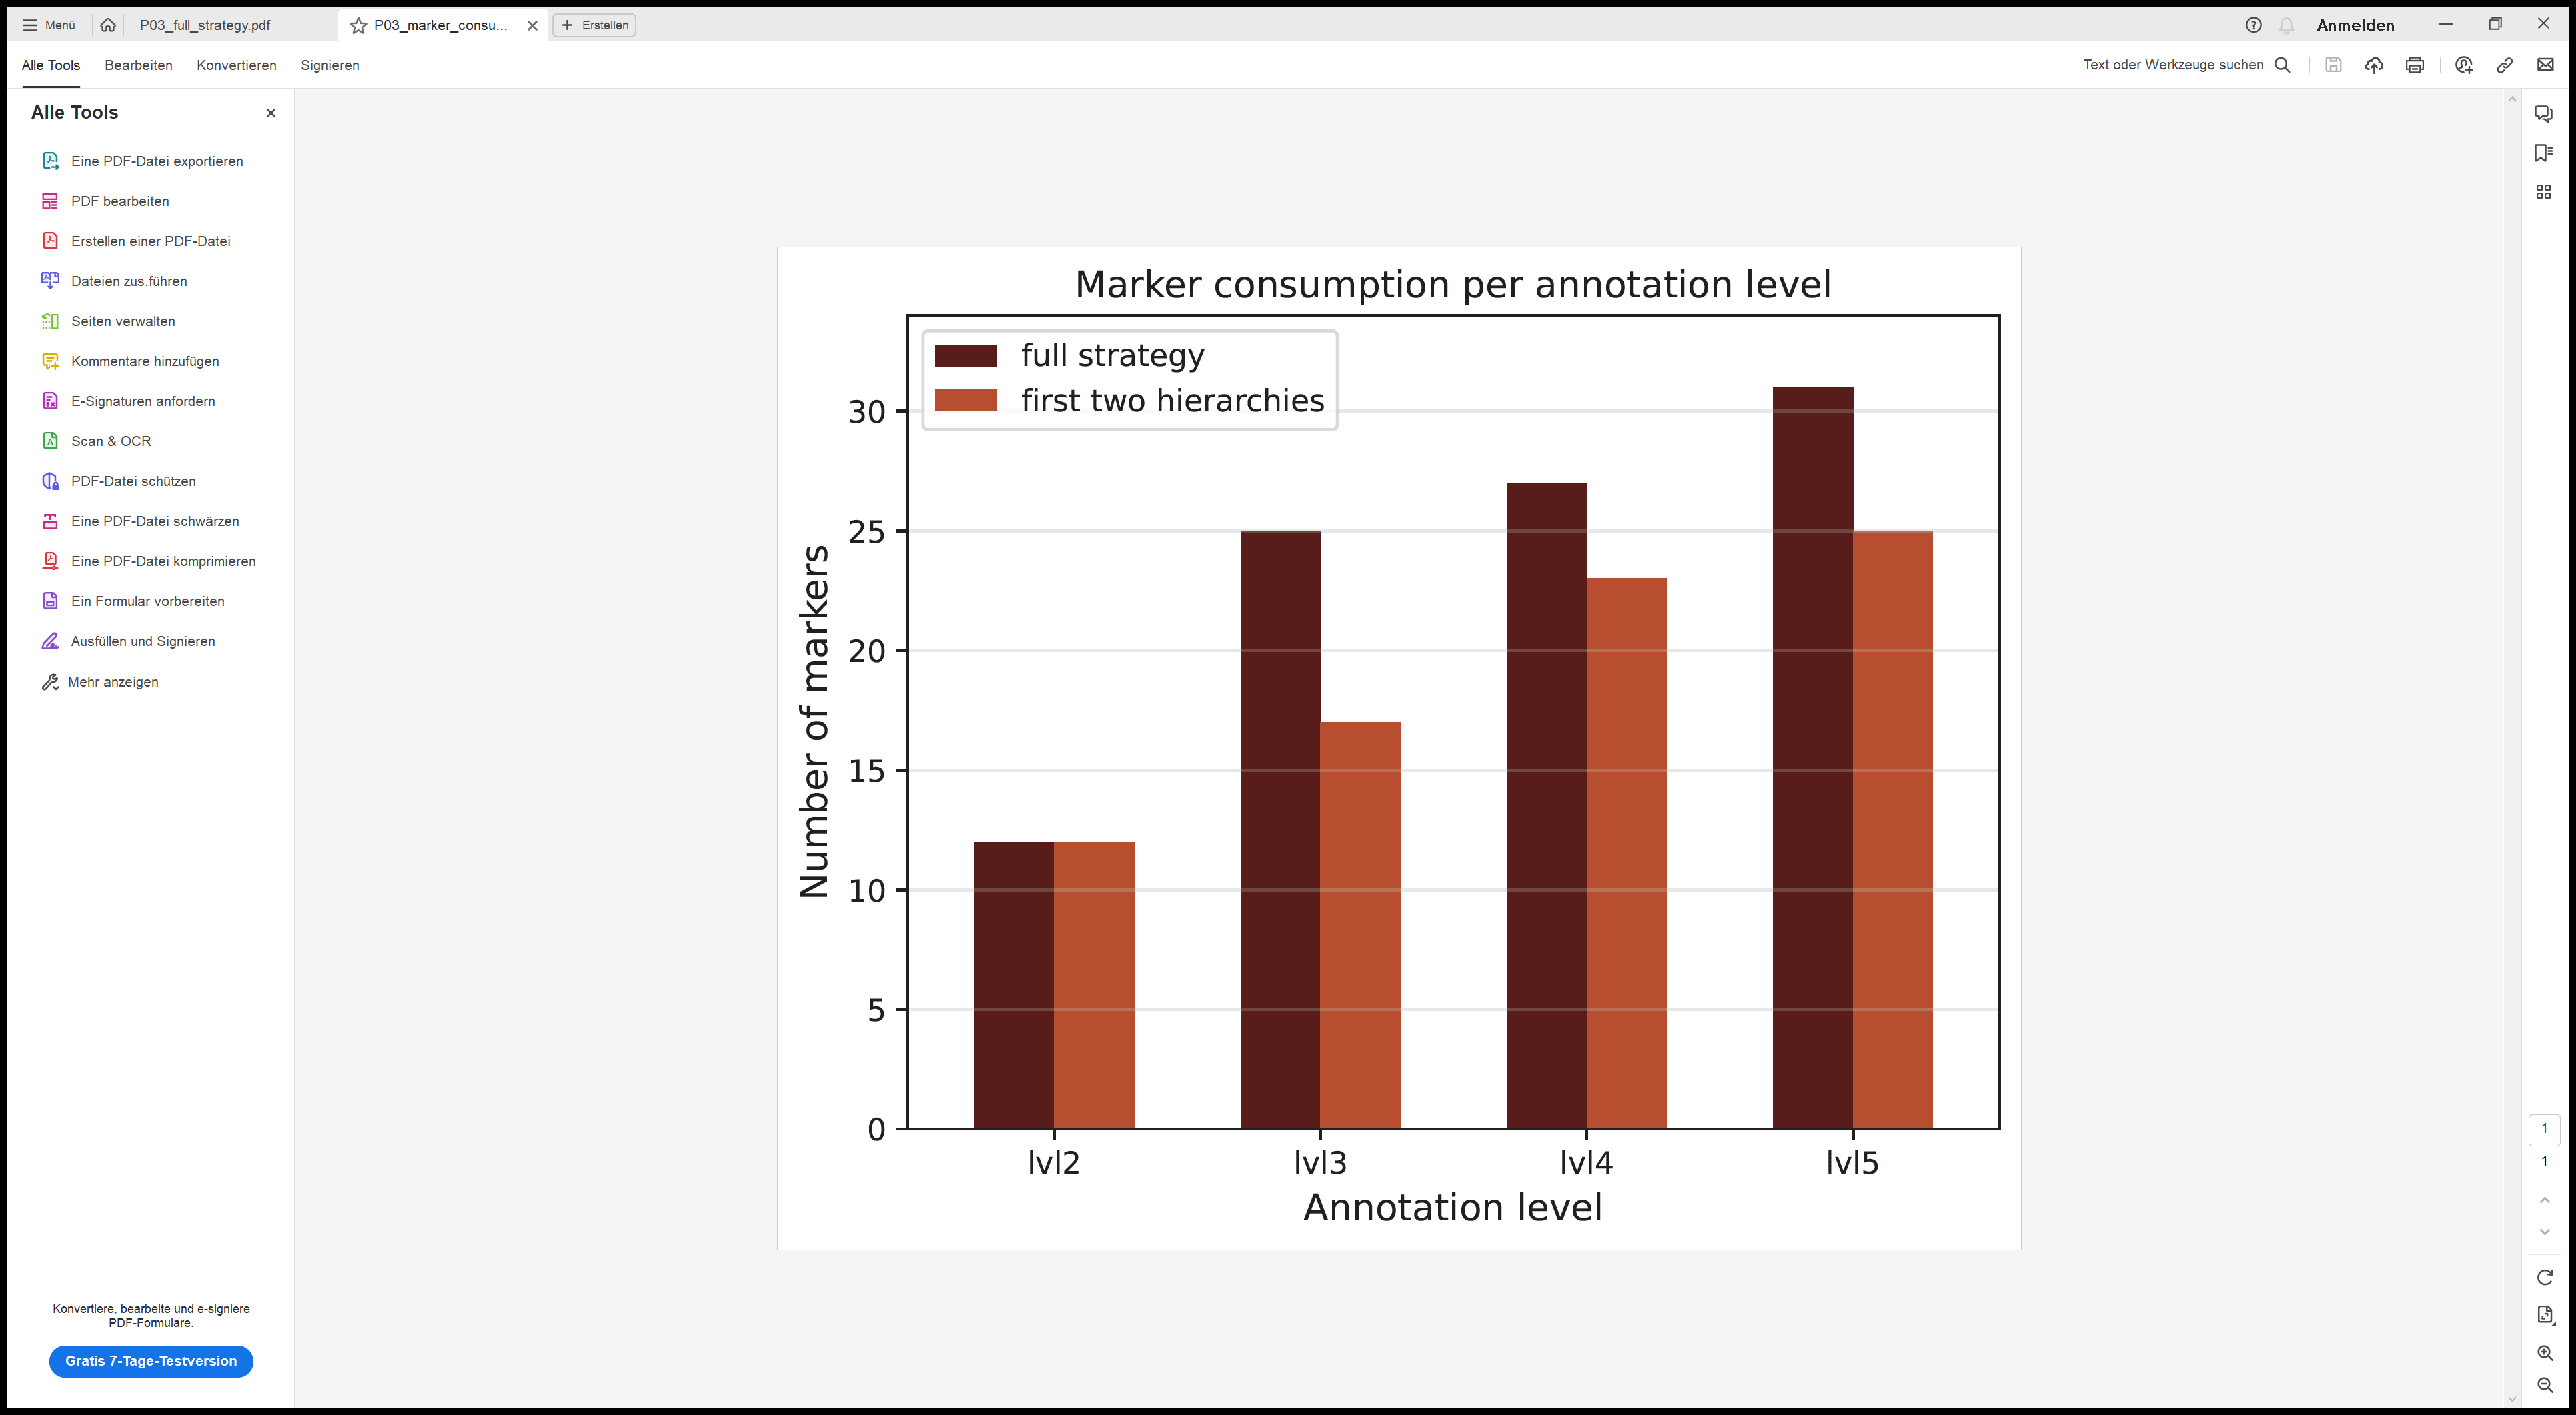 Menü
P03_full_strategy.pdf
P03_marker_consu...
Erstellen
Anmelden
Alle Tools
Bearbeiten
Konvertieren
Signieren
Text oder Werkzeuge suchen
Alle Tools
Eine PDF-Datei exportieren
PDF bearbeiten
Erstellen einer PDF-Datei
Dateien zus.führen
Seiten verwalten
Kommentare hinzufügen
E-Signaturen anfordern
Scan & OCR
PDF-Datei schützen
Eine PDF-Datei schwärzen
Eine PDF-Datei komprimieren
Ein Formular vorbereiten
Ausfüllen und Signieren
Mehr anzeigen
Konvertiere, bearbeite und e-signiere
PDF-Formulare.
Gratis 7-Tage-Testversion
Marker consumption per annotation level
full strategy
first two hierarchies
Number of markers
30
25
20
15
10
5
0
lvl2
lvl3
lvl4
lvl5
Annotation level
1
1